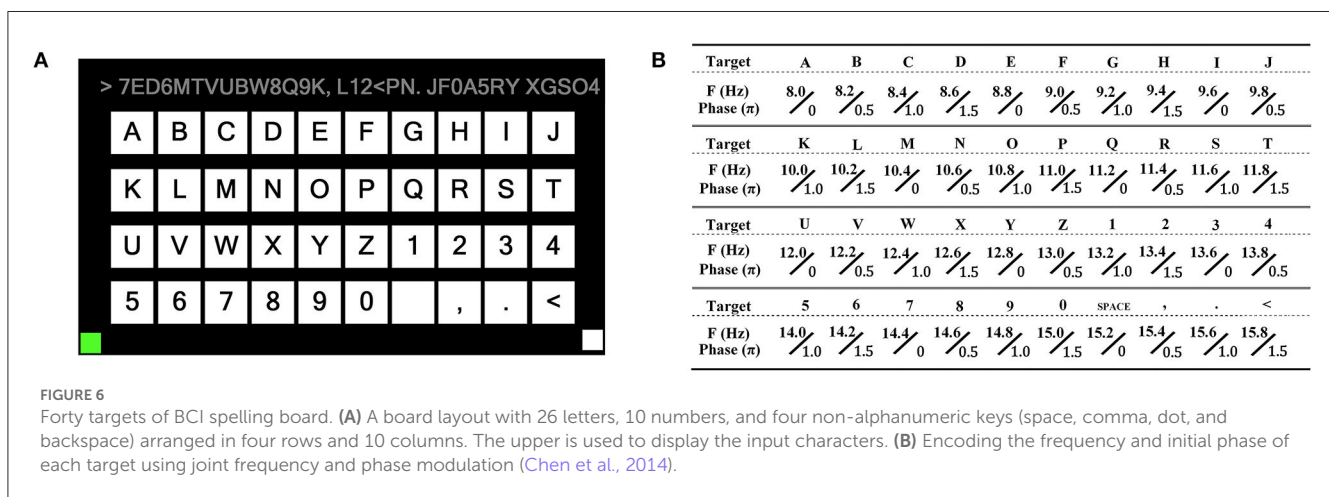 A
> 7ED6MTVUBW8Q9K, L12<PN. JF0A5RY XGSO4
A B C D E F G H I J
K L M N O P Q R S T
U V W X Y Z 1 2 3 4
5 6 7 8 9 0 , . <
B
Target A B C D E F G H I J
F (Hz) 8.0 8.2 8.4 8.6 8.8 9.0 9.2 9.4 9.6 9.8
Phase (π) 0 0.5 1.0 1.5 0 0.5 1.0 1.5 0 0.5
Target K L M N O P Q R S T
F (Hz) 10.0 10.2 10.4 10.6 10.8 11.0 11.2 11.4 11.6 11.8
Phase (π) 1.0 1.5 0 0.5 1.0 1.5 0 0.5 1.0 1.5
Target U V W X Y Z 1 2 3 4
F (Hz) 12.0 12.2 12.4 12.6 12.8 13.0 13.2 13.4 13.6 13.8
Phase (π) 0 0.5 1.0 1.5 0 0.5 1.0 1.5 0 0.5
Target 5 6 7 8 9 0 SPACE , . <
F (Hz) 14.0 14.2 14.4 14.6 14.8 15.0 15.2 15.4 15.6 15.8
Phase (π) 1.0 1.5 0 0.5 1.0 1.5 0 0.5 1.0 1.5
FIGURE 6
Forty targets of BCI spelling board. (A) A board layout with 26 letters, 10 numbers, and four non-alphanumeric keys (space, comma, dot, and
backspace) arranged in four rows and 10 columns. The upper is used to display the input characters. (B) Encoding the frequency and initial phase of
each target using joint frequency and phase modulation (Chen et al., 2014).